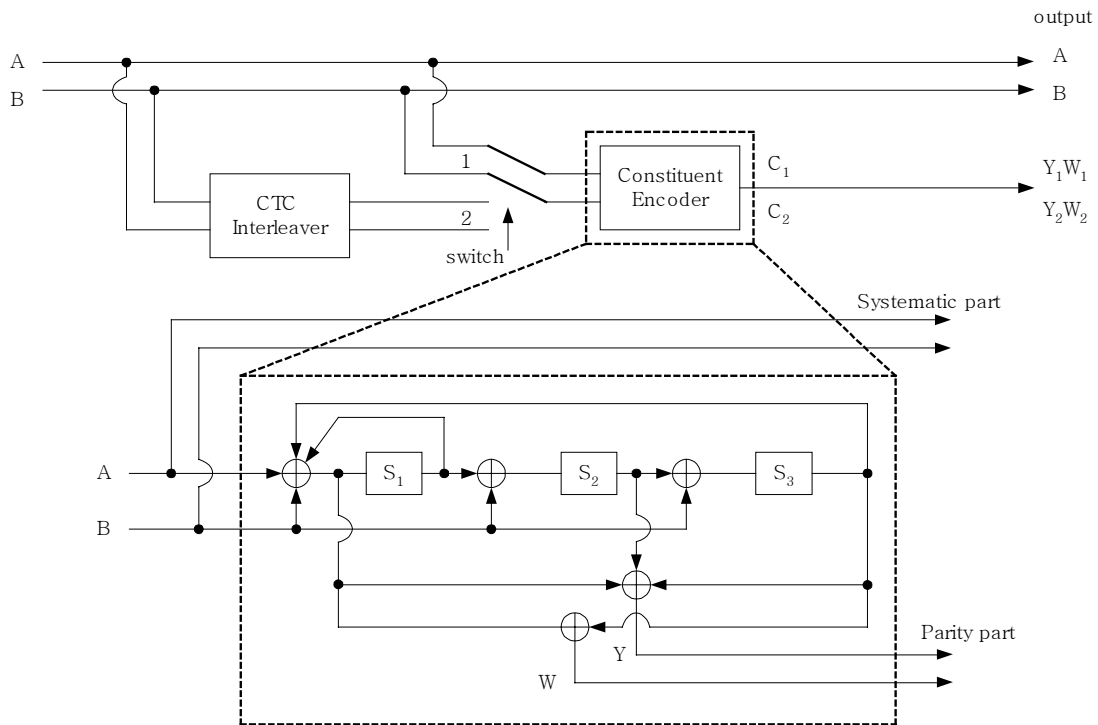 output
A
A
B
B
1
Constituent
Encoder
C1
C2
Y1W1
Y2W2
CTC
Interleaver
2
switch
Systematic part
A
S1
S2
S3
B
Y
W
Parity part